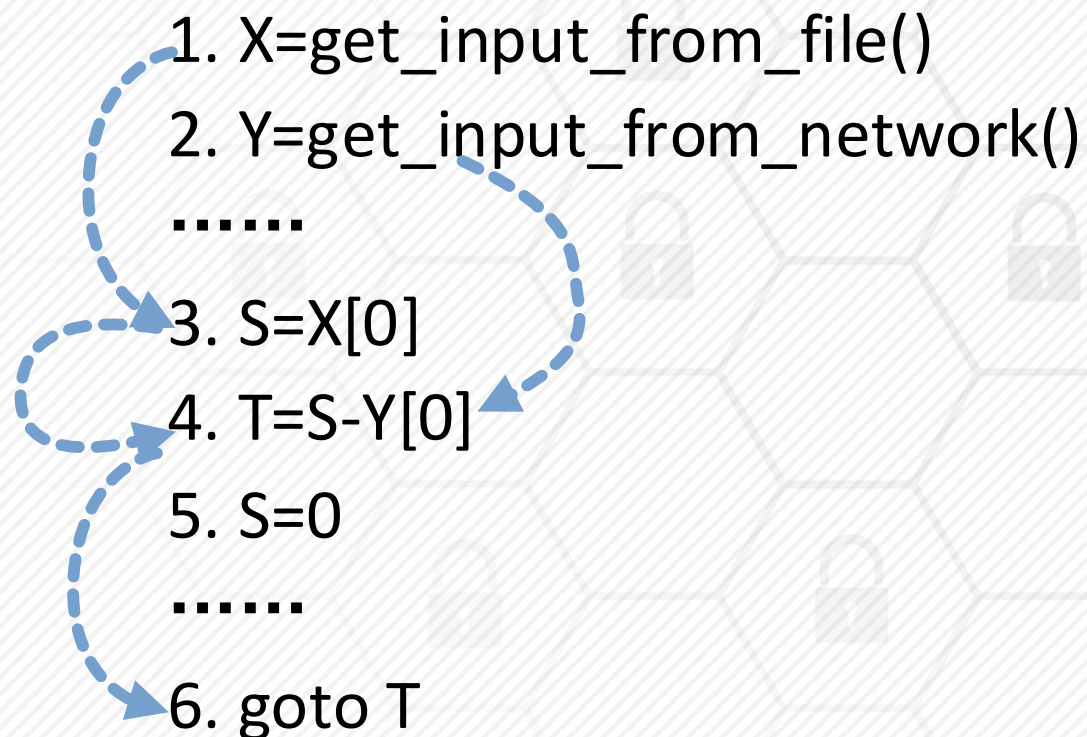 1. X=get_input_from_file()
2. Y=get_input_from_network()
......
3. S=X[0]
4. T=S-Y[0]
5. S=0
......
6. goto T